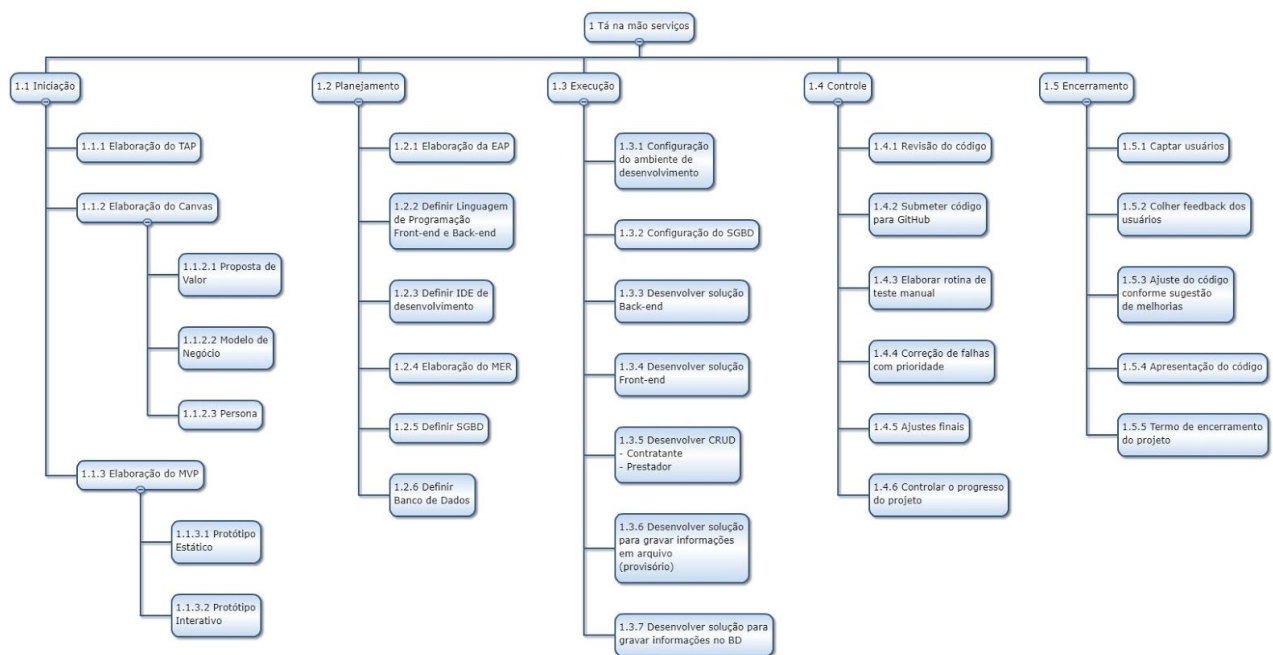 1 Tá na mão serviços
1.1 Iniciação
1.1.1 Elaboração do TAP
1.1.2 Elaboração do Canvas
1.1.2.1 Proposta de
Valor
1.1.2.2 Modelo de
Negócio
1.1.2.3 Persona
1.1.3 Elaboração do MVP
1.1.3.1 Protótipo
Estático
1.1.3.2 Protótipo
Interativo
1.2 Planejamento
1.2.1 Elaboração da EAP
1.2.2 Definir Linguagem
de Programação
Front-end e Back-end
1.2.3 Definir IDE de
desenvolvimento
1.2.4 Elaboração do MER
1.2.5 Definir SGBD
1.2.6 Definir
Banco de Dados
1.3 Execução
1.3.1 Configuração
do ambiente de
desenvolvimento
1.3.2 Configuração do SGBD
1.3.3 Desenvolver solução
Back-end
1.3.4 Desenvolver solução
Front-end
1.3.5 Desenvolver CRUD
- Contratante
- Prestador
1.3.6 Desenvolver solução
para gravar informações
em arquivo
(provisório)
1.3.7 Desenvolver solução para
gravar informações no BD
1.4 Controle
1.4.1 Revisão do código
1.4.2 Submeter código
para GitHub
1.4.3 Elaborar rotina de
teste manual
1.4.4 Correção de falhas
com prioridade
1.4.5 Ajustes finais
1.4.6 Controlar o progresso
do projeto
1.5 Encerramento
1.5.1 Captar usuários
1.5.2 Colher feedback dos
usuários
1.5.3 Ajuste do código
conforme sugestão
de melhorias
1.5.4 Apresentação do código
1.5.5 Termo de encerramento
do projeto